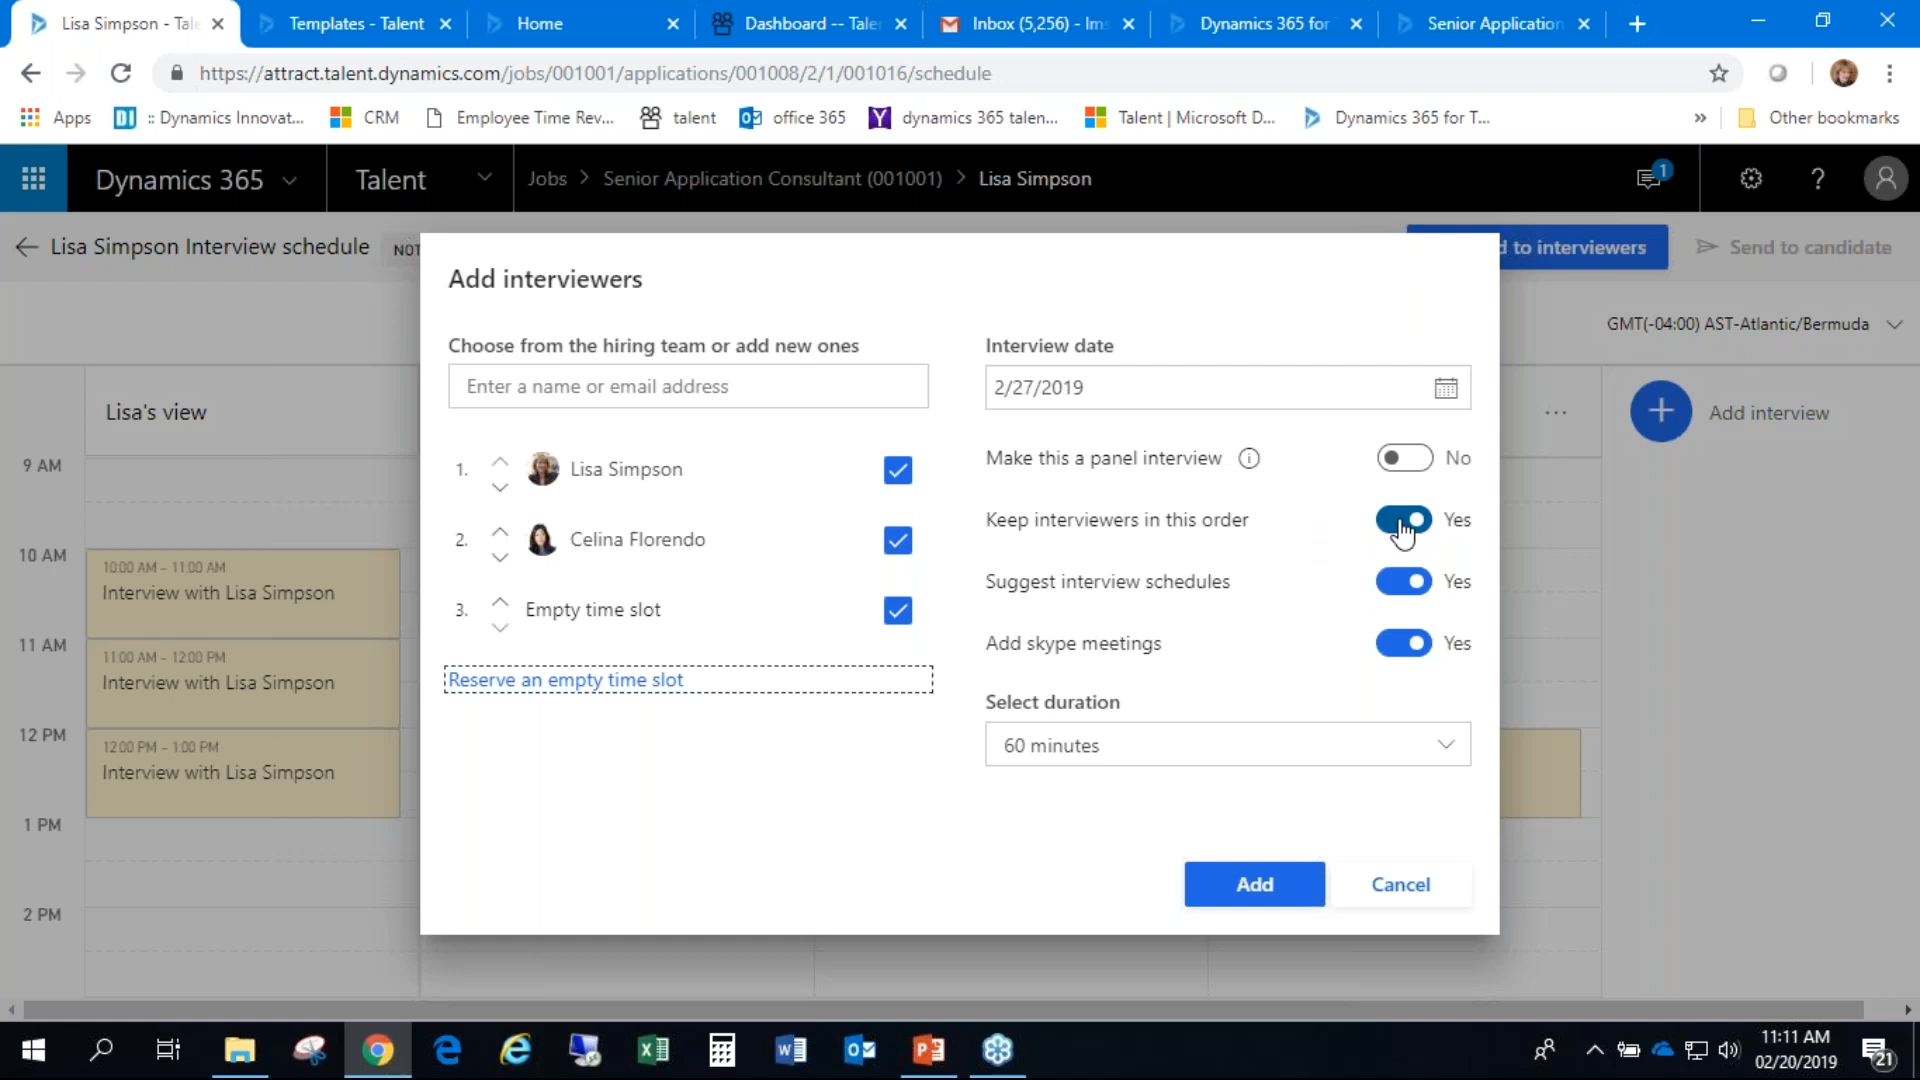 Lisa Simpson - Tale
Templates - Talent
Home
Dashboard -- Talen
Inbox (5,256) - lms
Dynamics 365 for
Senior Application
https://attract.talent.dynamics.com/jobs/001001/applications/001008/2/1/001016/schedule
Apps
DI
:: Dynamics Innovat...
CRM
Employee Time Rev...
talent
office 365
dynamics 365 talen...
Talent | Microsoft D...
Dynamics 365 for T...
»
Other bookmarks
Dynamics 365
Talent
Jobs > Senior Application Consultant (001001) > Lisa Simpson
1
?
Lisa Simpson Interview schedule
NOT
d to interviewers
Send to candidate
GMT(-04:00) AST-Atlantic/Bermuda
Lisa's view
...
Add interview
9 AM
10 AM
10:00 AM – 11:00 AM
Interview with Lisa Simpson
11 AM
11:00 AM – 12:00 PM
Interview with Lisa Simpson
12 PM
12:00 PM – 1:00 PM
Interview with Lisa Simpson
1 PM
2 PM
Add interviewers
Choose from the hiring team or add new ones
Enter a name or email address
1. Lisa Simpson
2. Celina Florendo
3. Empty time slot
Reserve an empty time slot
Interview date
2/27/2019
Make this a panel interview
No
Keep interviewers in this order
Yes
Suggest interview schedules
Yes
Add skype meetings
Yes
Select duration
60 minutes
Add
Cancel
11:11 AM
02/20/2019
21